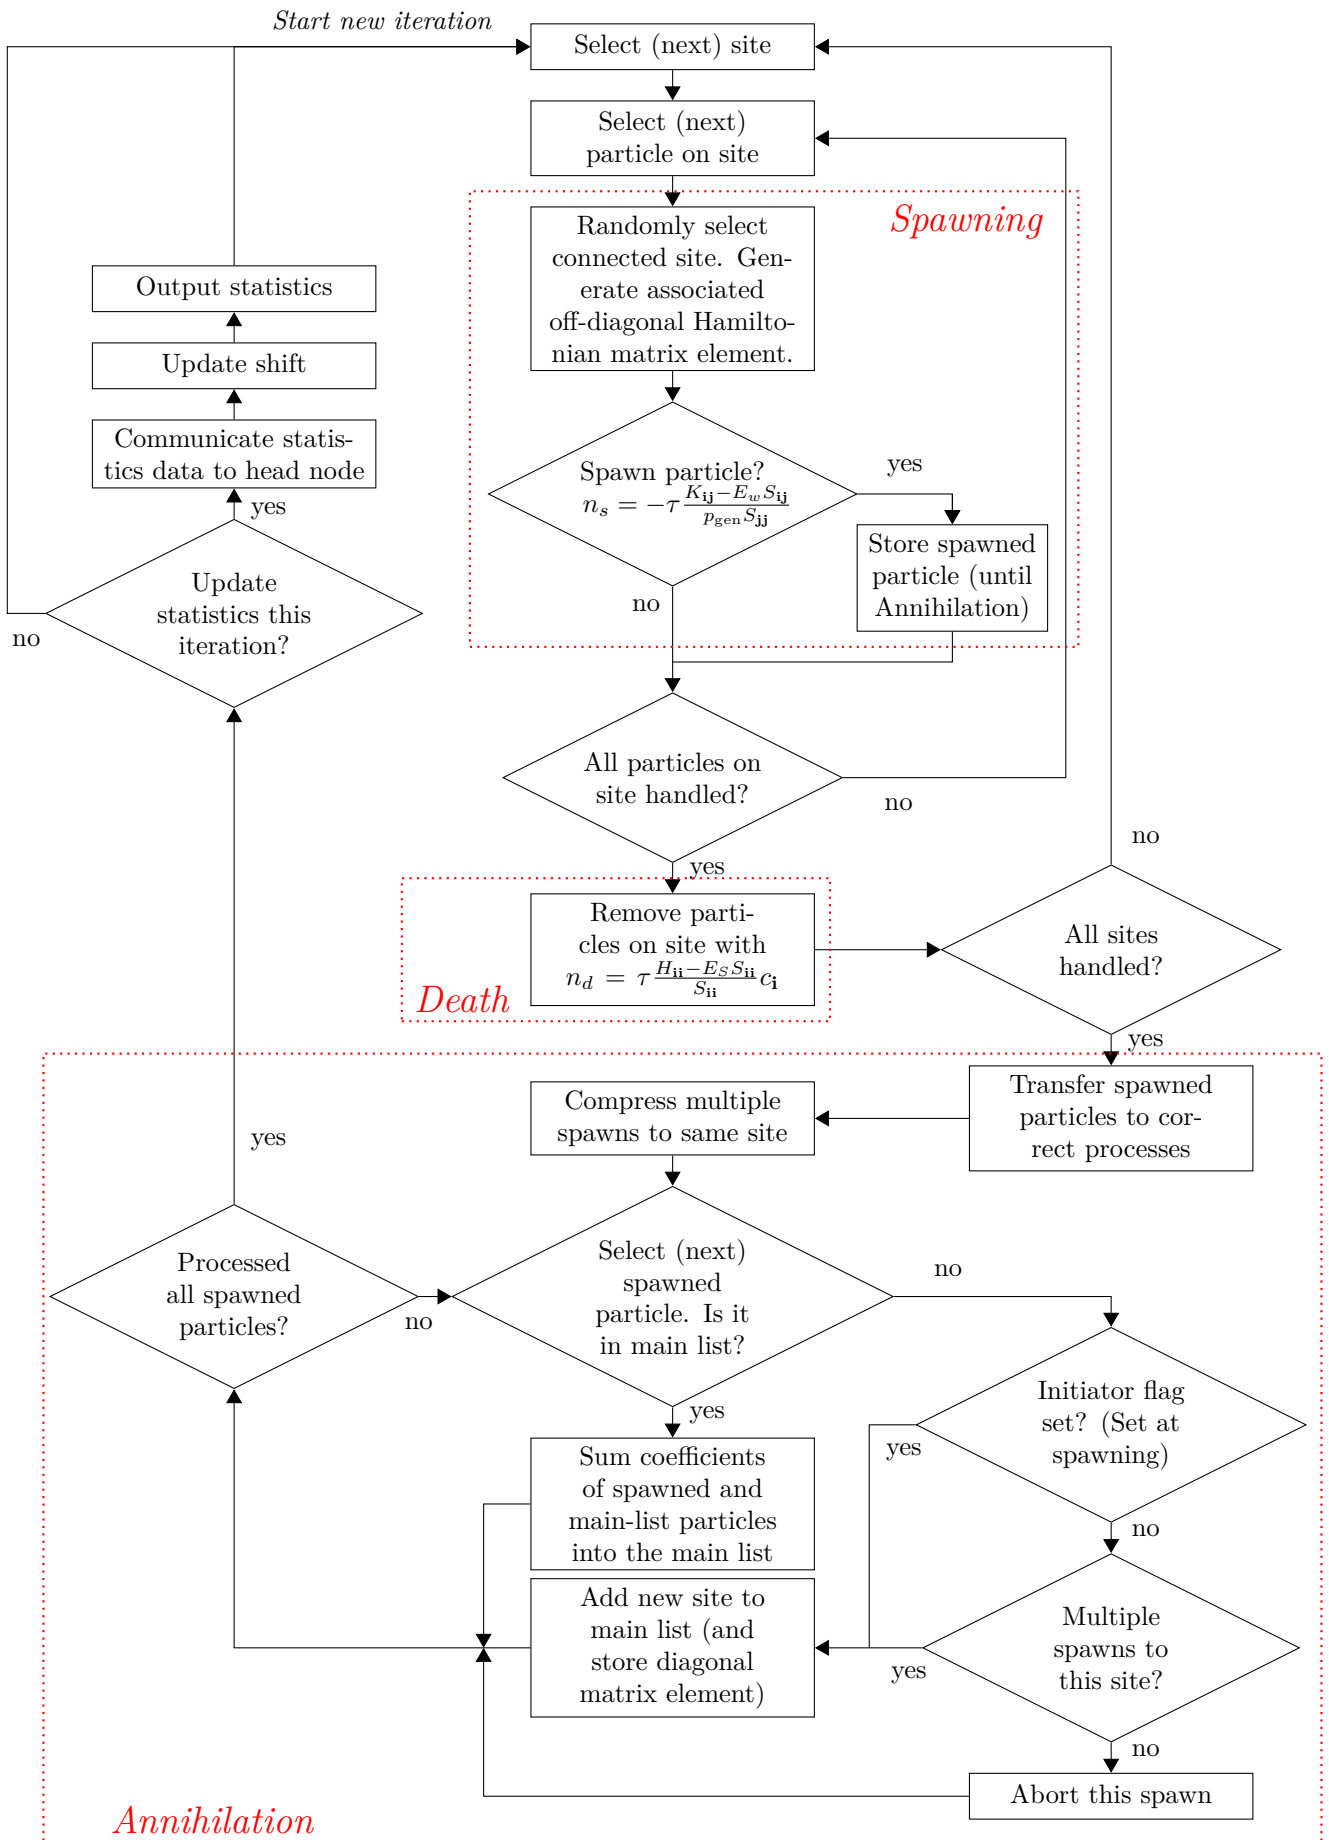 Start new iteration
Select (next) site
Select (next)
particle on site
Spawning
Randomly select
connected site. Gen-
erate associated
off-diagonal Hamilto-
nian matrix element.
Output statistics
Update shift
Communicate statis-
tics data to head node
yes
Spawn particle?
n_s = −τ (K_ij − E_w S_ij) / (p_gen S_jj)
yes
Store spawned
particle (until
Annihilation)
no
Update
statistics this
iteration?
no
All particles on
site handled?
no
yes
Remove parti-
cles on site with
n_d = τ (H_ii − E_S S_ii) / S_ii c_i
Death
no
All sites
handled?
yes
Transfer spawned
particles to cor-
rect processes
Compress multiple
spawns to same site
yes
Processed
all spawned
particles?
no
Select (next)
spawned
particle. Is it
in main list?
no
yes
Initiator flag
set? (Set at
spawning)
yes
no
Sum coefficients
of spawned and
main-list particles
into the main list
Add new site to
main list (and
store diagonal
matrix element)
Multiple
spawns to
this site?
yes
no
Abort this spawn
Annihilation